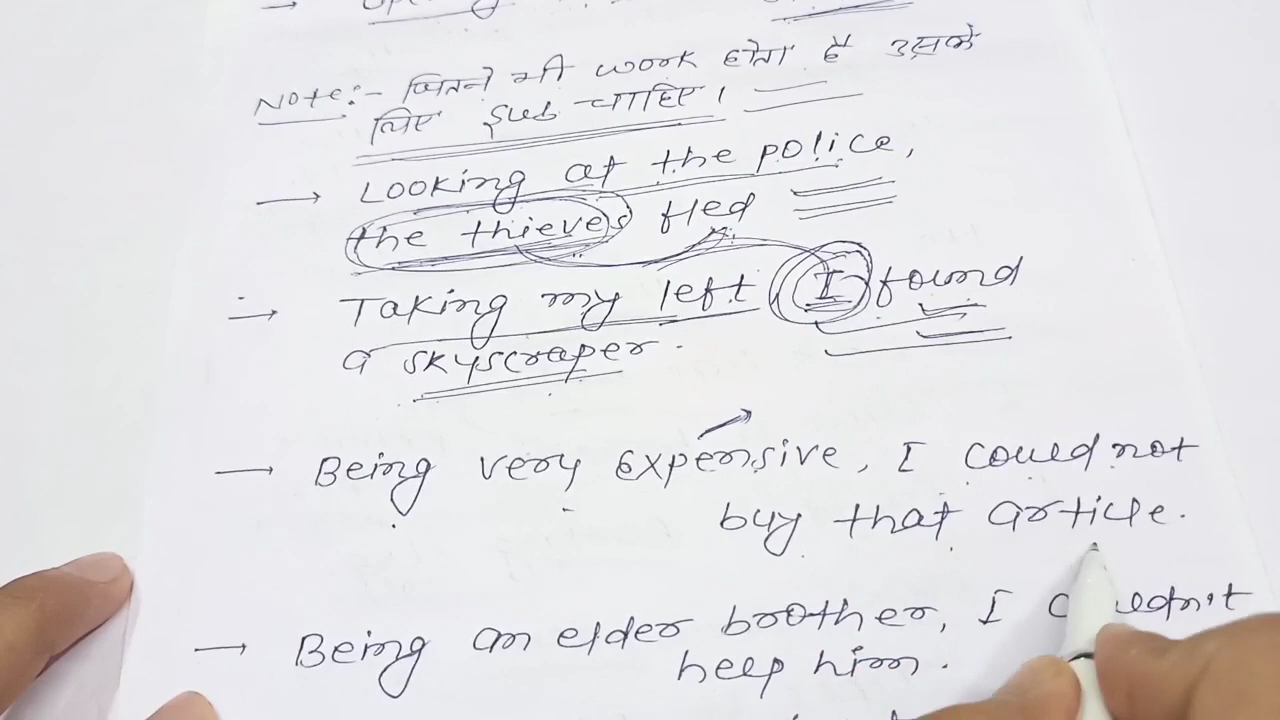 Note:- जितने भी work होता है उसके
लिए sub चाहिए।
→ Looking at the police,
the thieves fled
→ Taking my left I found
a skyscraper.
→ Being very expensive, I could not
buy that article.
→ Being an elder brother, I couldn't
help him.